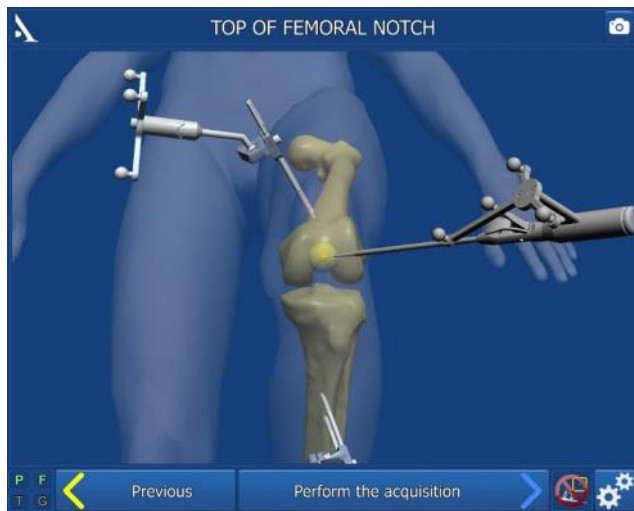 TOP OF FEMORAL NOTCH
P F
T G
Previous
Perform the acquisition